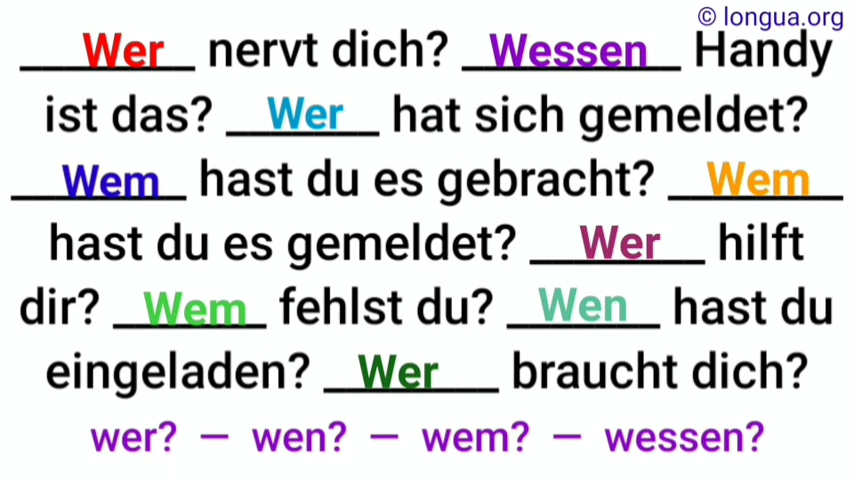 © longua.org
Wer nervt dich? Wessen Handy
ist das? Wer hat sich gemeldet?
Wem hast du es gebracht? Wem
hast du es gemeldet? Wer hilft
dir? Wem fehlst du? Wen hast du
eingeladen? Wer braucht dich?
wer? – wen? – wem? – wessen?